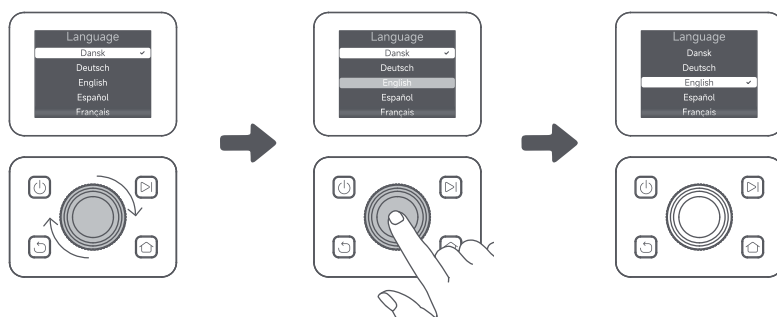 Language
Dansk
Deutsch
English
Español
Français
Language
Dansk
Deutsch
English
Español
Français
Language
Dansk
Deutsch
English
Español
Français